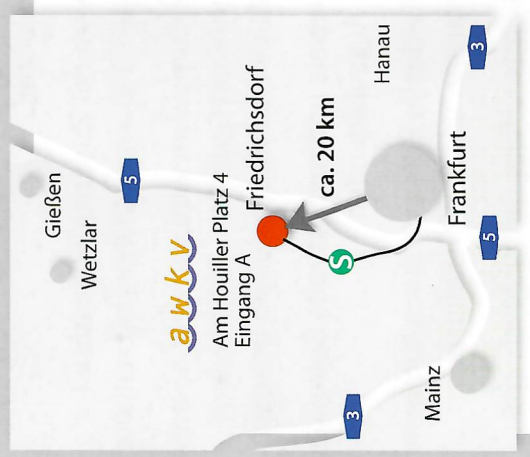 Gießen
Wetzlar
5
awkv
Am Houiller Platz 4
Eingang A
Friedrichsdorf
ca. 20 km
S
Hanau
3
Frankfurt
5
3
Mainz